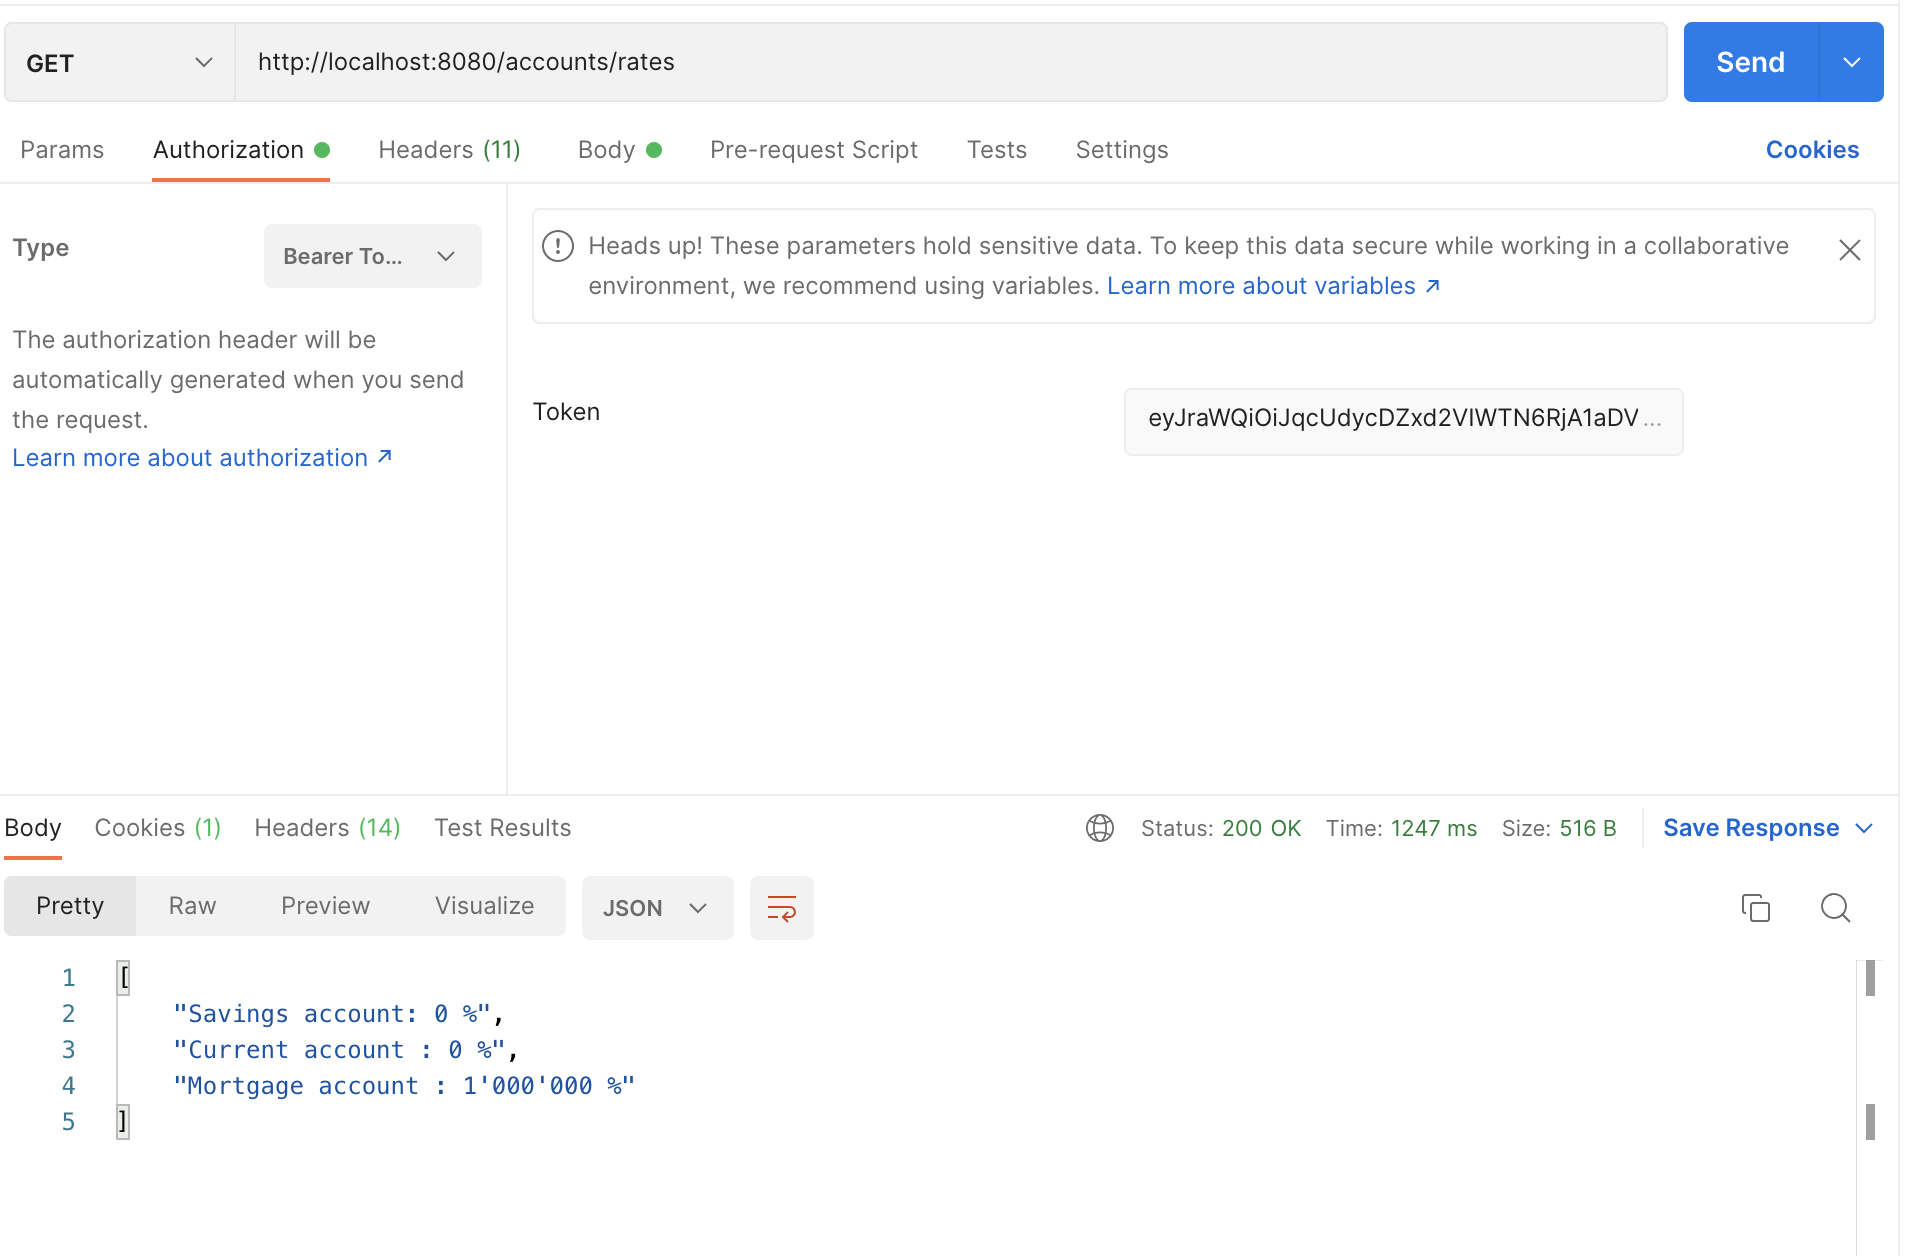 GET http://localhost:8080/accounts/rates Send
Params Authorization Headers (11) Body Pre-request Script Tests Settings Cookies
Type Bearer To...
The authorization header will be
automatically generated when you send
the request.
Learn more about authorization ↗
Heads up! These parameters hold sensitive data. To keep this data secure while working in a collaborative
environment, we recommend using variables. Learn more about variables ↗
Token eyJraWQiOiJqcUdycDZxd2VIWTN6RjA1aDV...
Body Cookies (1) Headers (14) Test Results Status: 200 OK Time: 1247 ms Size: 516 B Save Response
Pretty Raw Preview Visualize JSON
1 [
2 "Savings account: 0 %",
3 "Current account : 0 %",
4 "Mortgage account : 1'000'000 %"
5 ]